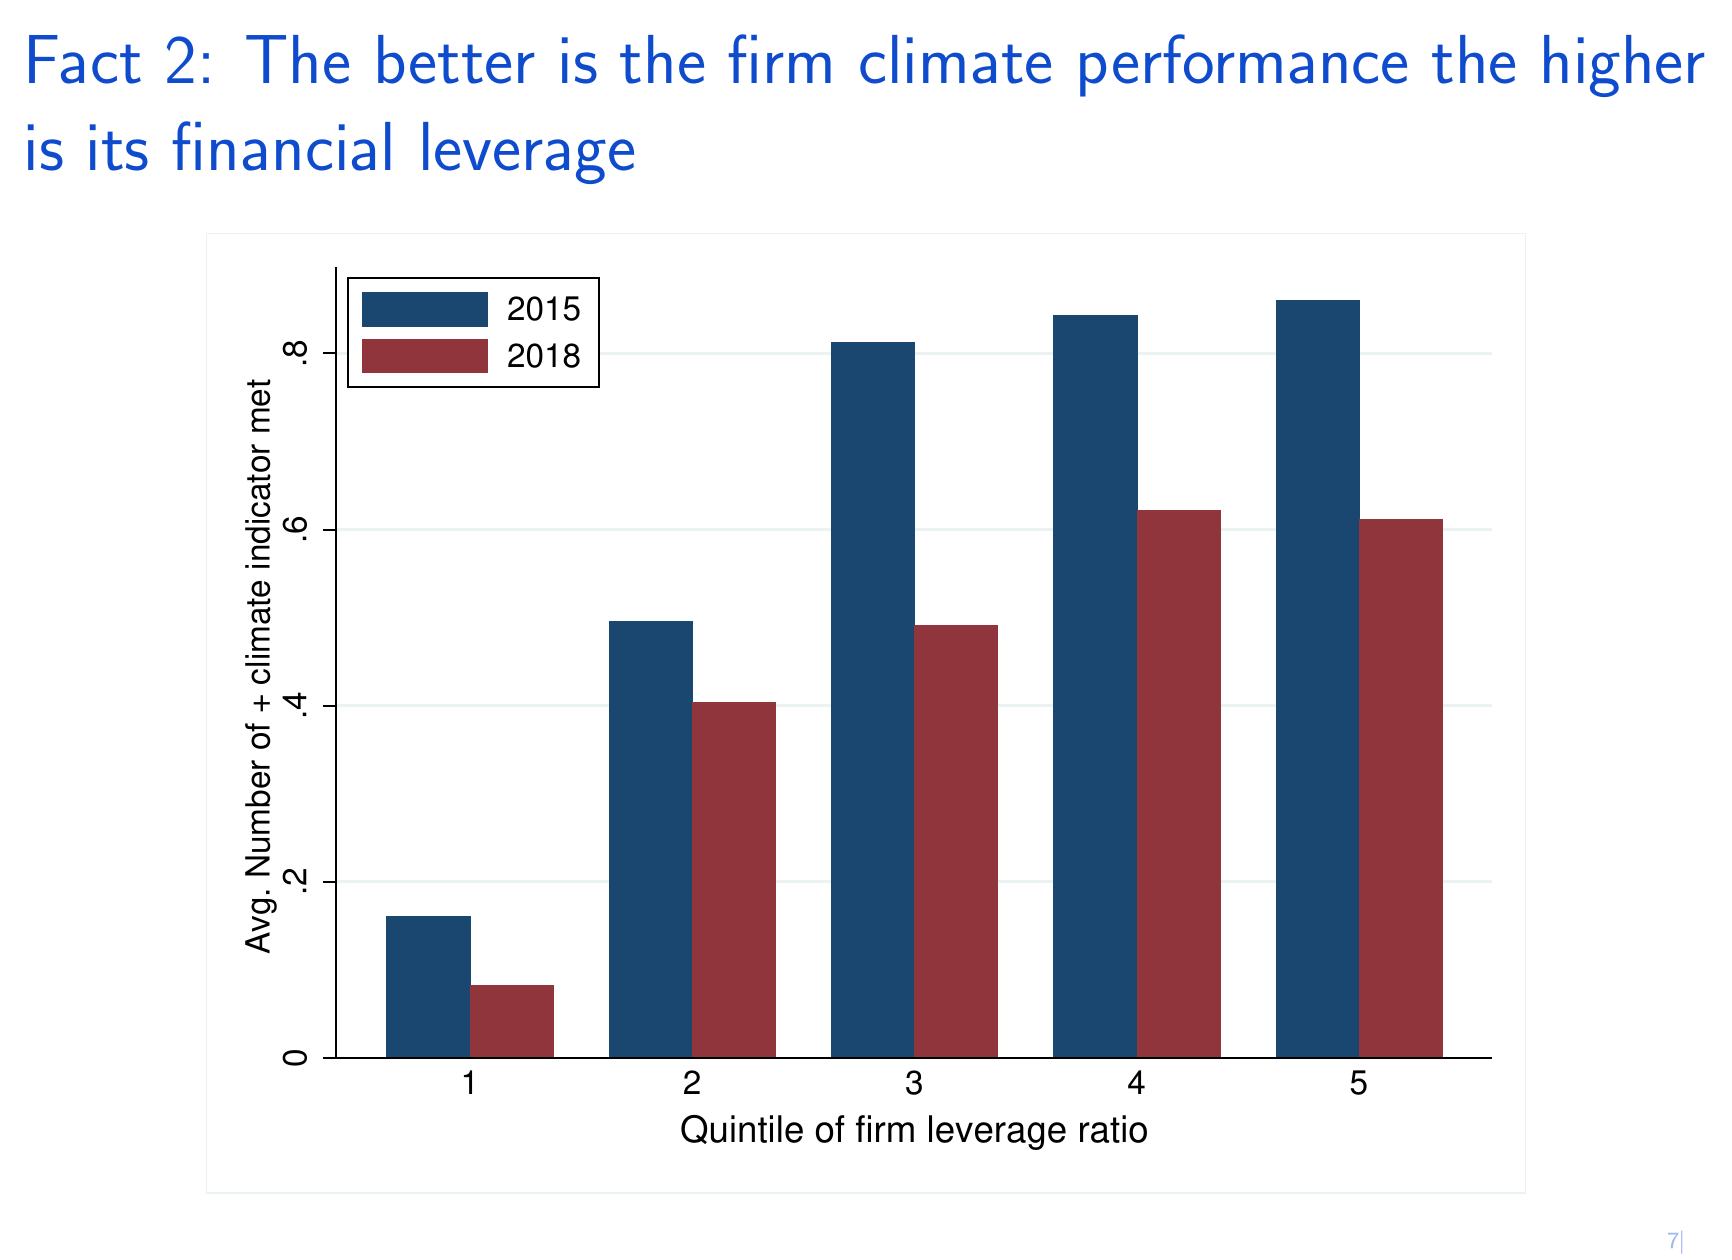 Fact 2: The better is the firm climate performance the higher
is its financial leverage
2015
2018
Avg. Number of + climate indicator met
.8
.6
.4
.2
0
1 2 3 4 5
Quintile of firm leverage ratio
7|